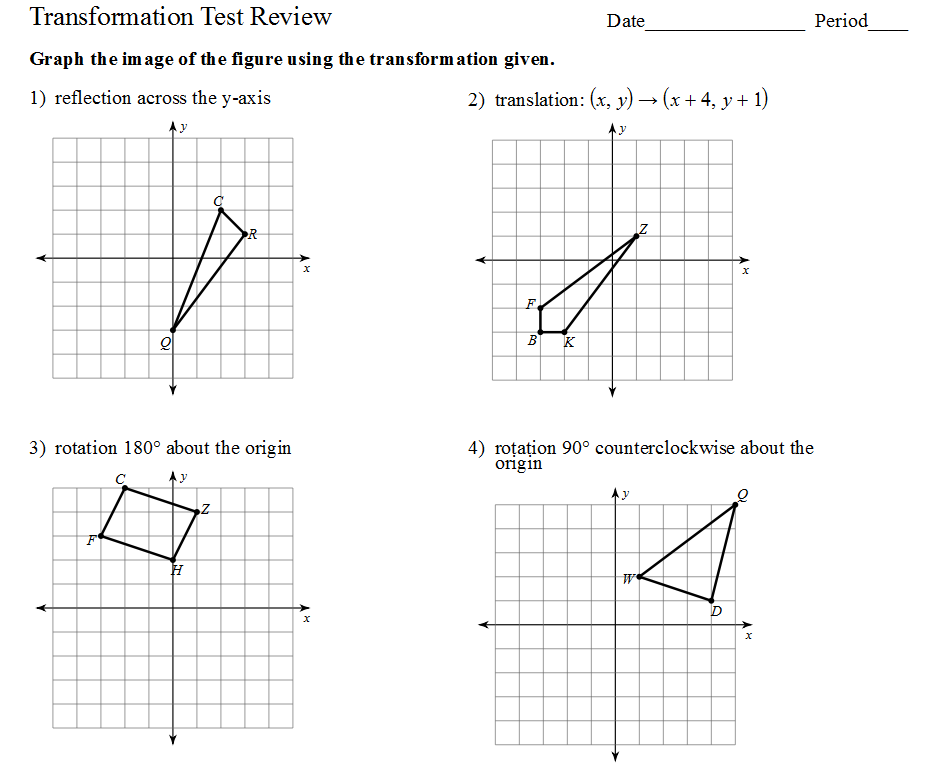 Transformation Test Review
Date________________ Period____
Graph the image of the figure using the transformation given.
1) reflection across the y-axis
2) translation: (x, y) → (x + 4, y + 1)
y
C
R
x
Q
y
Z
x
F
B
K
3) rotation 180° about the origin
4) rotation 90° counterclockwise about the
origin
y
C
Z
F
H
x
y
Q
W
D
x